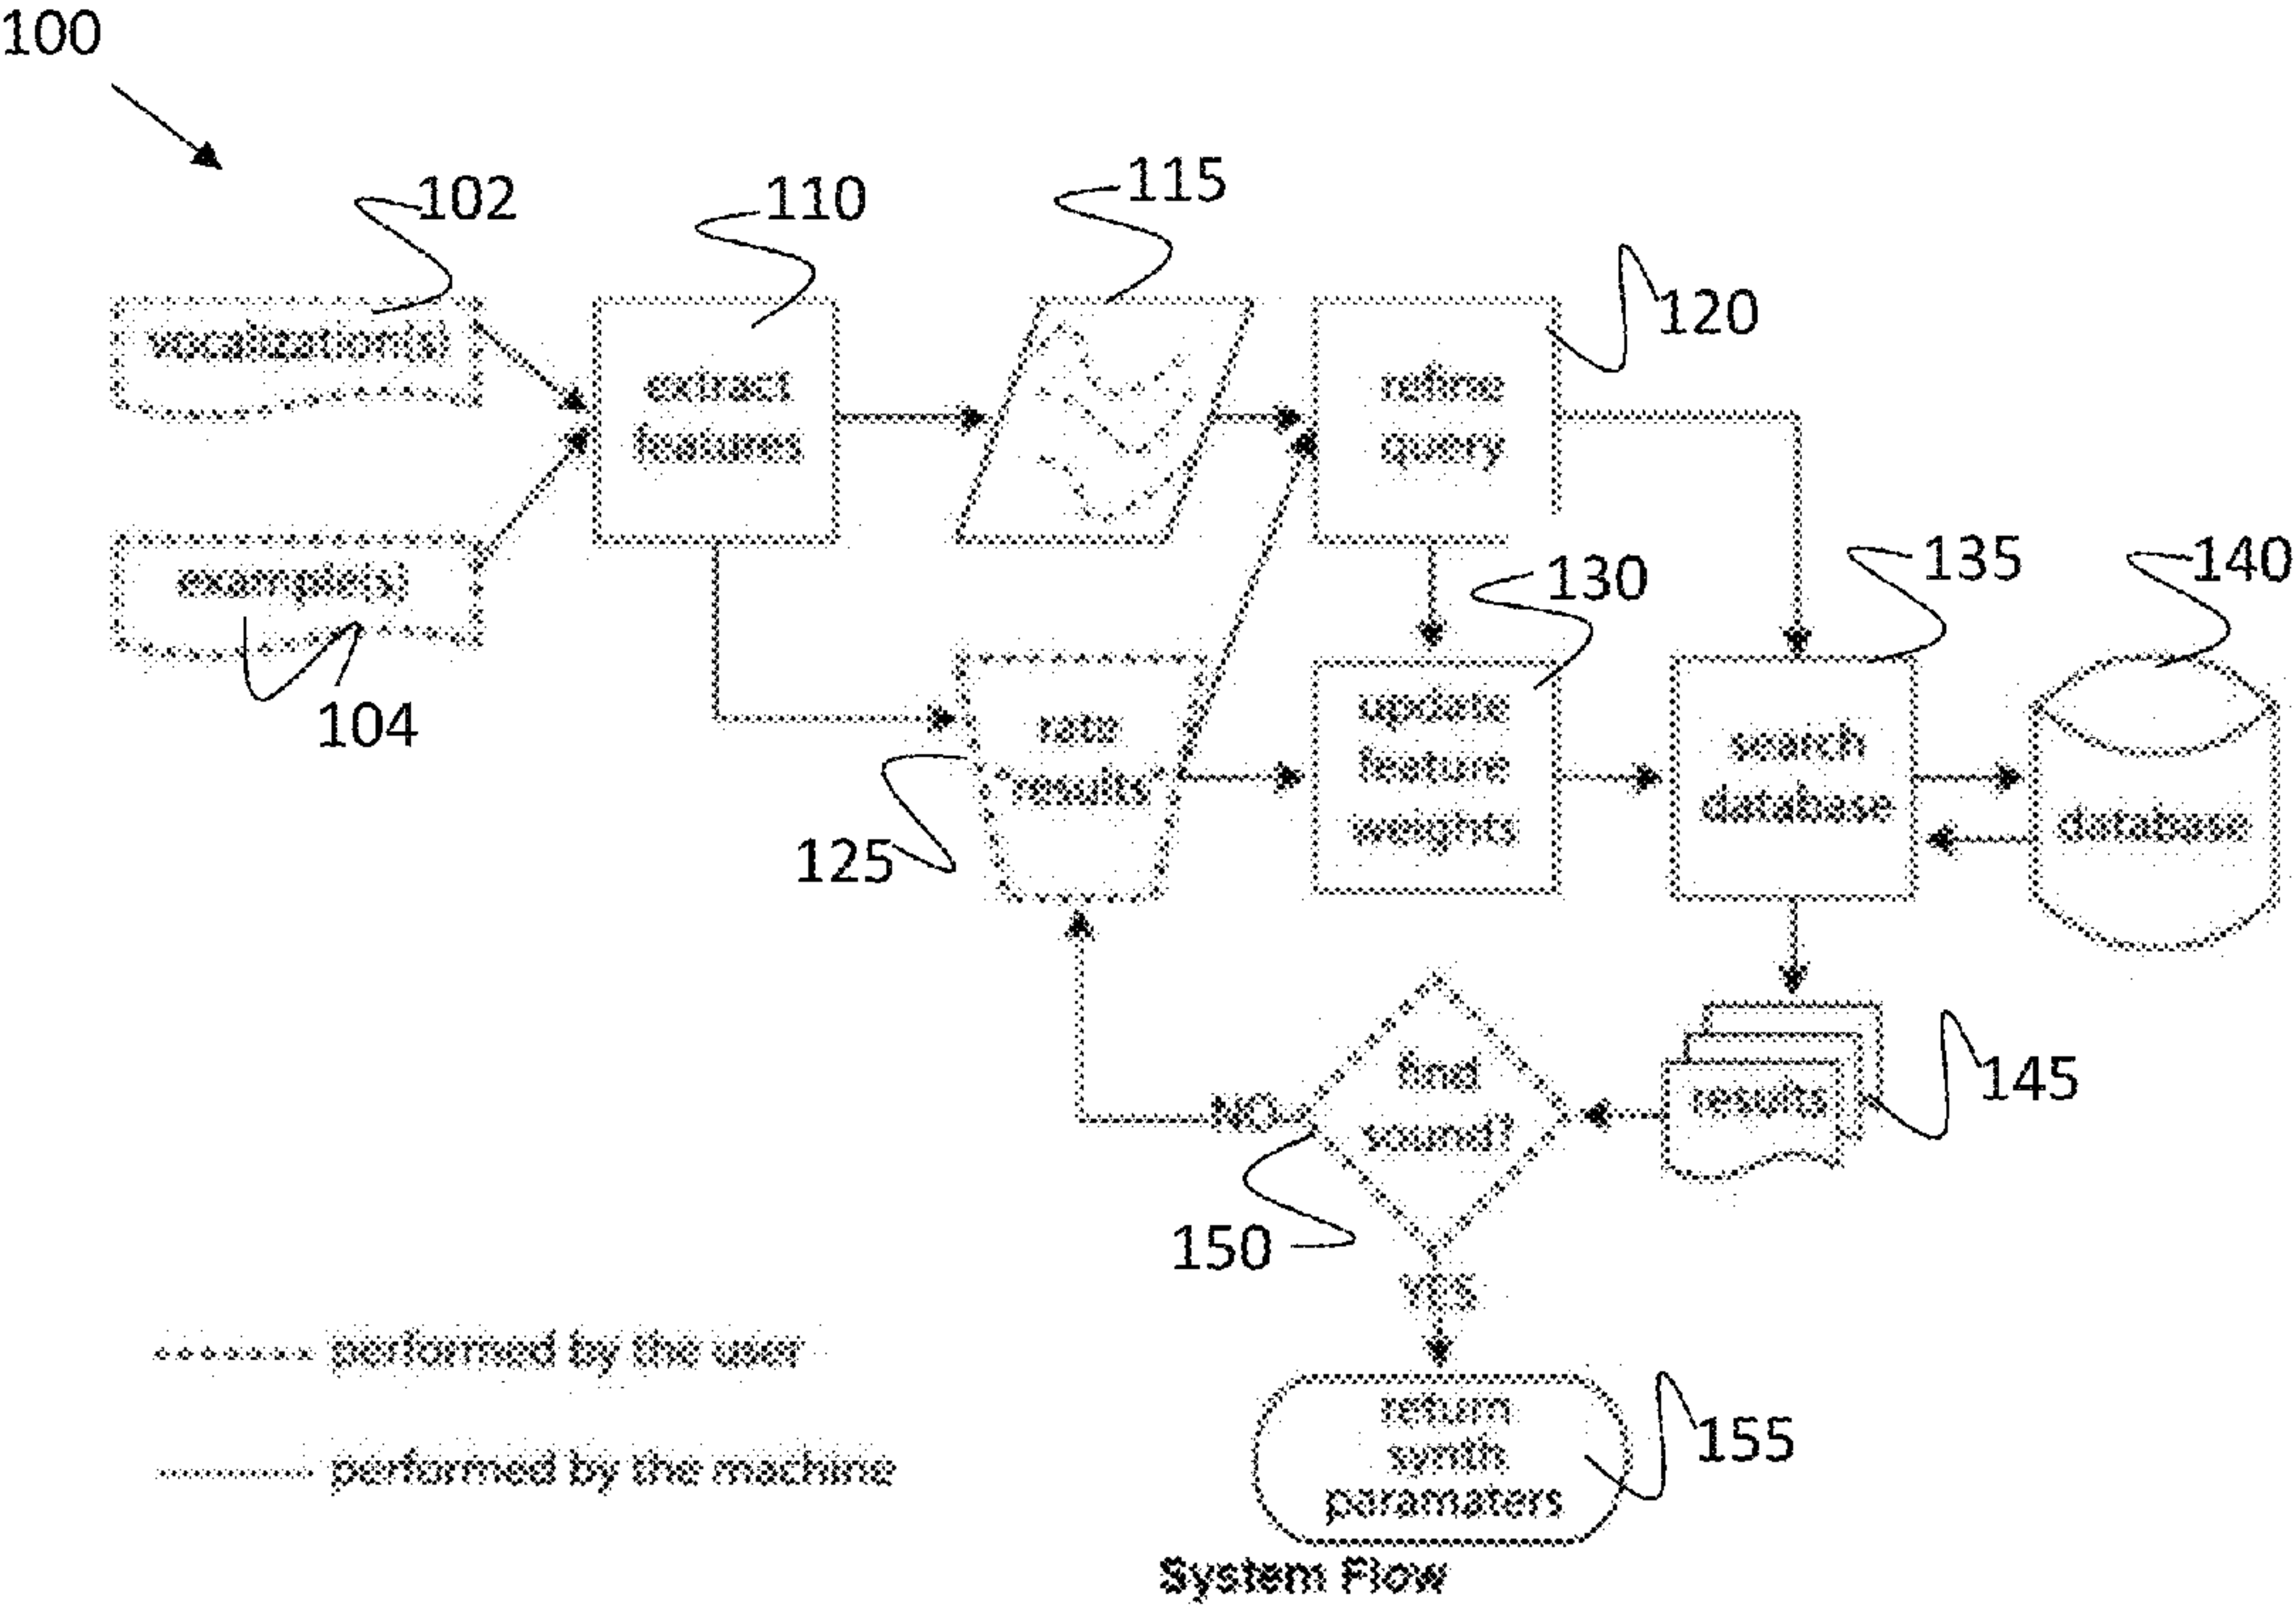 100
102
110
115
120
vocalization(s)
extract
features
refine
query
example(s)
104
130
135
140
rate
results
125
update
feature
weights
search
database
database
find
sound?
NO
results
145
150
YES
performed by the user
performed by the machine
return
synth
paramaters
155
System Flow